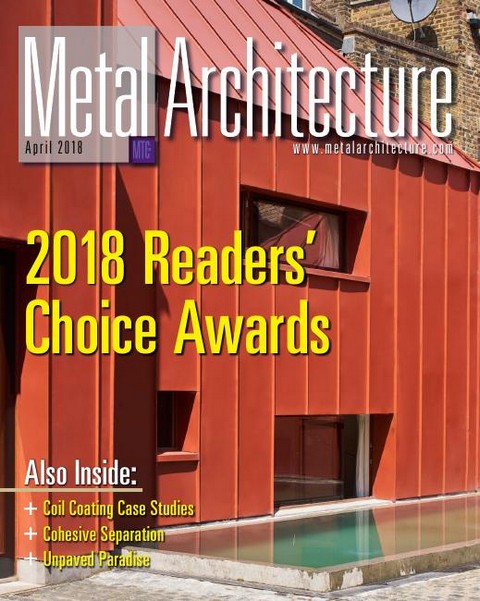 Metal Architecture
April 2018
MTC
www.metalarchitecture.com
2018 Readers'
Choice Awards
Also Inside:
+ Coil Coating Case Studies
+ Cohesive Separation
+ Unpaved Paradise